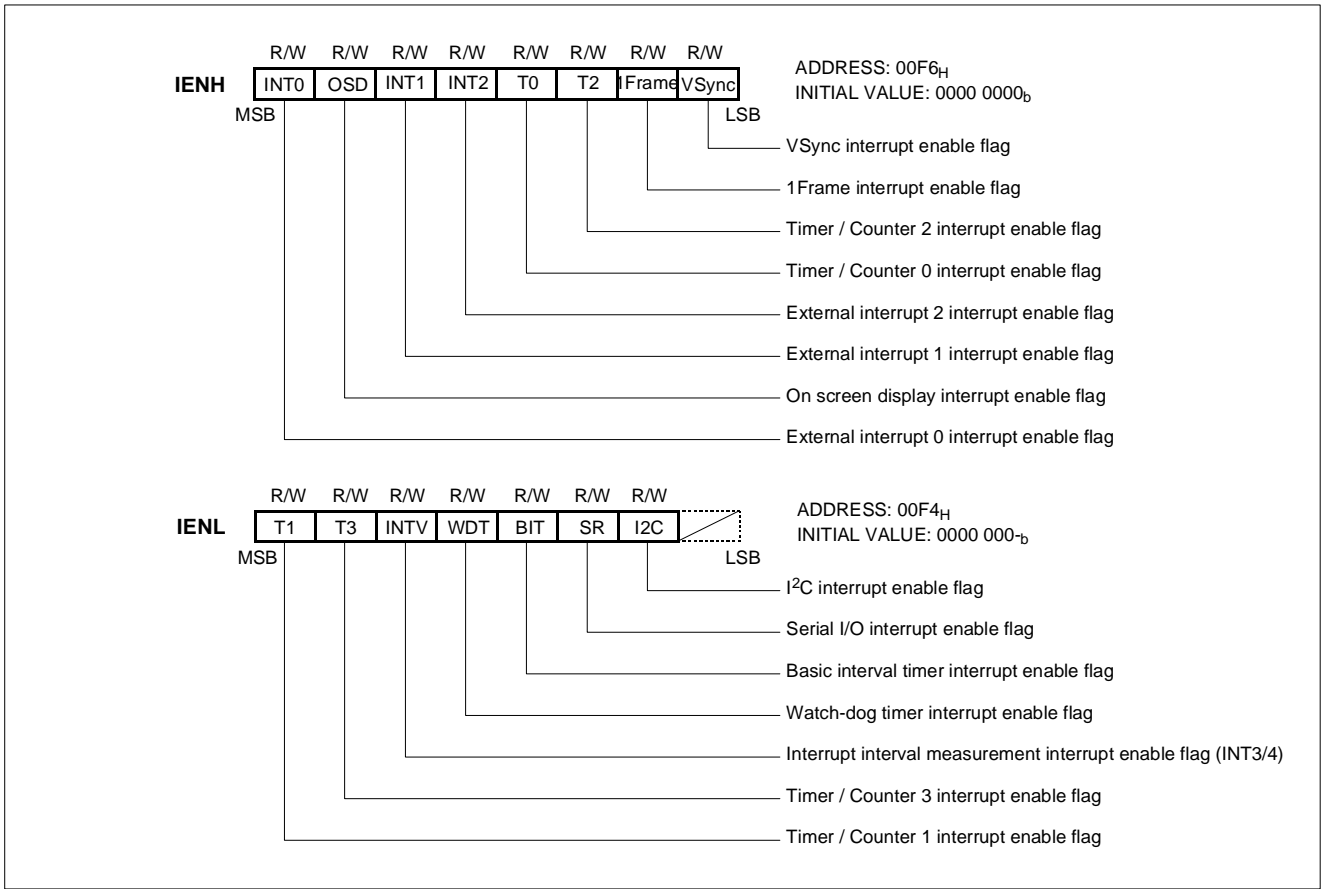 R/W R/W R/W R/W R/W R/W R/W R/W
IENH INT0 OSD INT1 INT2 T0 T2 1Frame VSync
ADDRESS: 00F6H
INITIAL VALUE: 0000 0000b
MSB LSB
VSync interrupt enable flag
1Frame interrupt enable flag
Timer / Counter 2 interrupt enable flag
Timer / Counter 0 interrupt enable flag
External interrupt 2 interrupt enable flag
External interrupt 1 interrupt enable flag
On screen display interrupt enable flag
External interrupt 0 interrupt enable flag
R/W R/W R/W R/W R/W R/W R/W
IENL T1 T3 INTV WDT BIT SR I2C
ADDRESS: 00F4H
INITIAL VALUE: 0000 000-b
MSB LSB
I2C interrupt enable flag
Serial I/O interrupt enable flag
Basic interval timer interrupt enable flag
Watch-dog timer interrupt enable flag
Interrupt interval measurement interrupt enable flag (INT3/4)
Timer / Counter 3 interrupt enable flag
Timer / Counter 1 interrupt enable flag